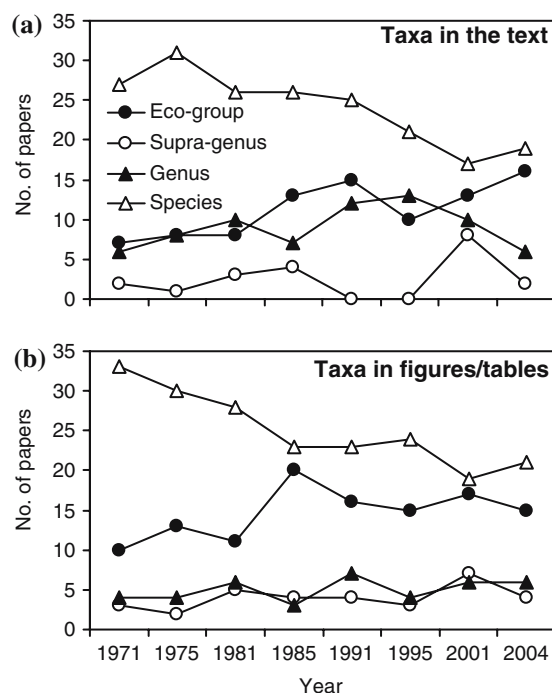 (a)
Taxa in the text
No. of papers
35
30
25
20
15
10
5
0
Eco-group
Supra-genus
Genus
Species
(b)
Taxa in figures/tables
No. of papers
35
30
25
20
15
10
5
0
1971 1975 1981 1985 1991 1995 2001 2004
Year